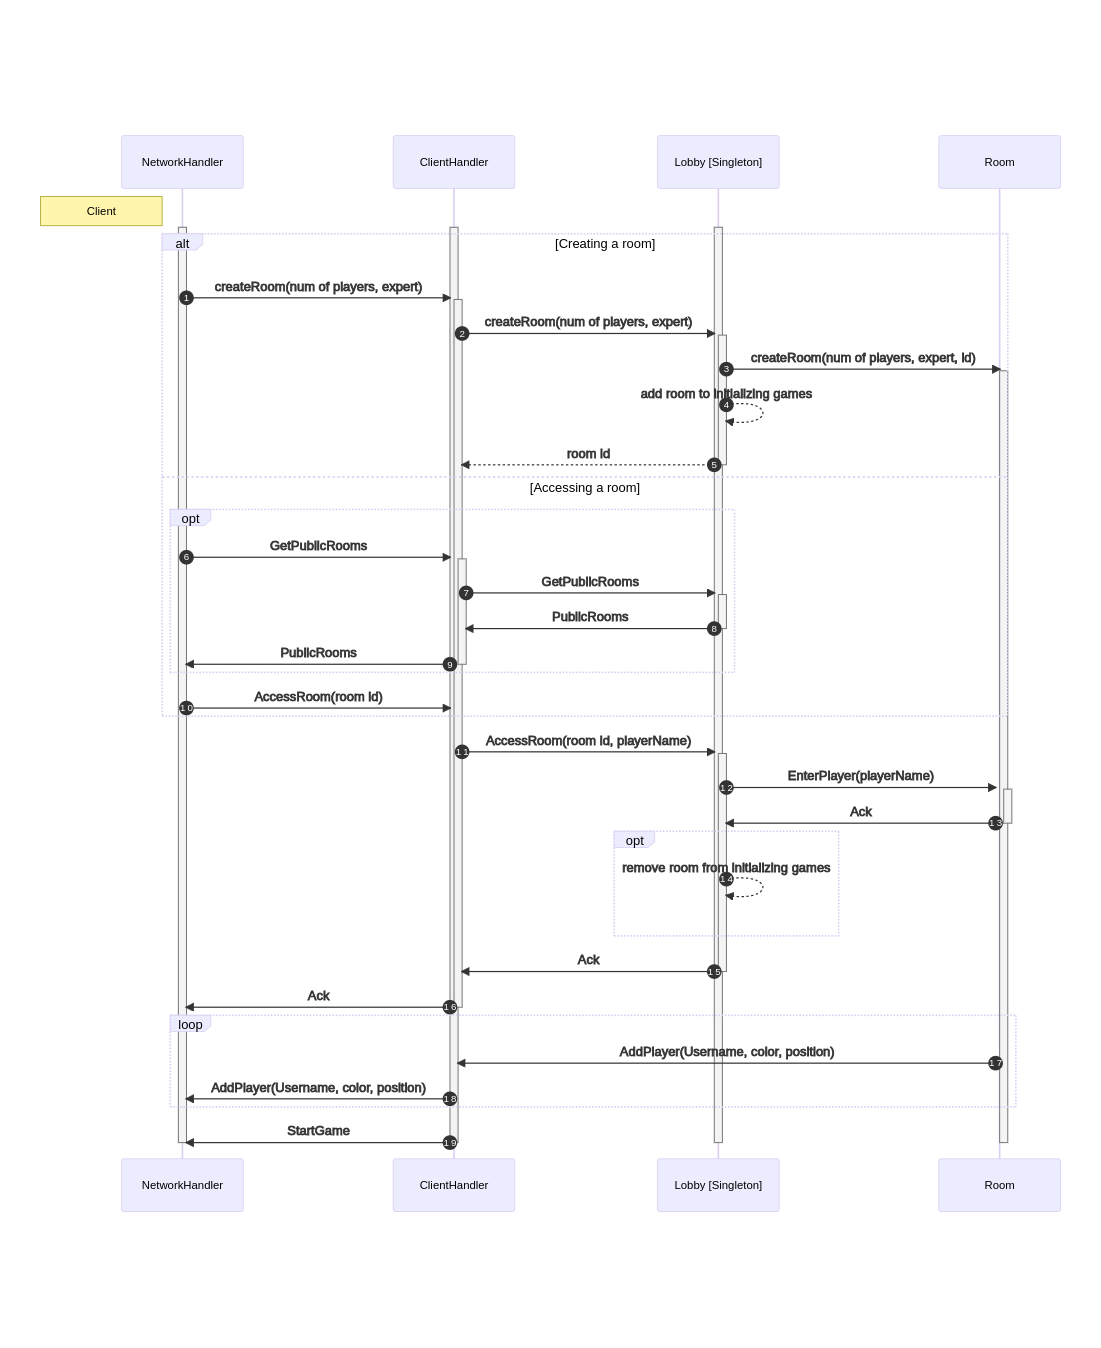 NetworkHandler
ClientHandler
Lobby [Singleton]
Room
Client
alt
[Creating a room]
createRoom(num of players, expert)
1
createRoom(num of players, expert)
2
createRoom(num of players, expert, id)
3
add room to initializing games
4
room id
5
[Accessing a room]
opt
GetPublicRooms
6
GetPublicRooms
7
PublicRooms
8
PublicRooms
9
AccessRoom(room id)
10
AccessRoom(room id, playerName)
11
EnterPlayer(playerName)
12
Ack
13
opt
remove room from initializing games
14
Ack
15
Ack
16
loop
AddPlayer(Username, color, position)
17
AddPlayer(Username, color, position)
18
StartGame
19
NetworkHandler
ClientHandler
Lobby [Singleton]
Room